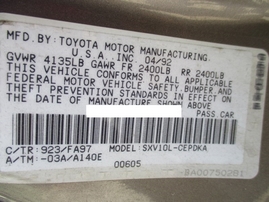 MFD. BY: TOYOTA MOTOR MANUFACTURING,
U.S.A., INC. 04/92
GVWR 4135LB GAWR FR 2400LB RR 2400LB
THIS VEHICLE CONFORMS TO ALL APPLICABLE
FEDERAL MOTOR VEHICLE SAFETY, BUMPER, AND
THEFT PREVENTION STANDARDS IN EFFECT ON
THE DATE OF MANUFACTURE SHOWN ABOVE.
PASS. CAR
C/TR: 923/FA97 MODEL: SXV10L-CEPDKA
A/TM: -03A/A140E
00605